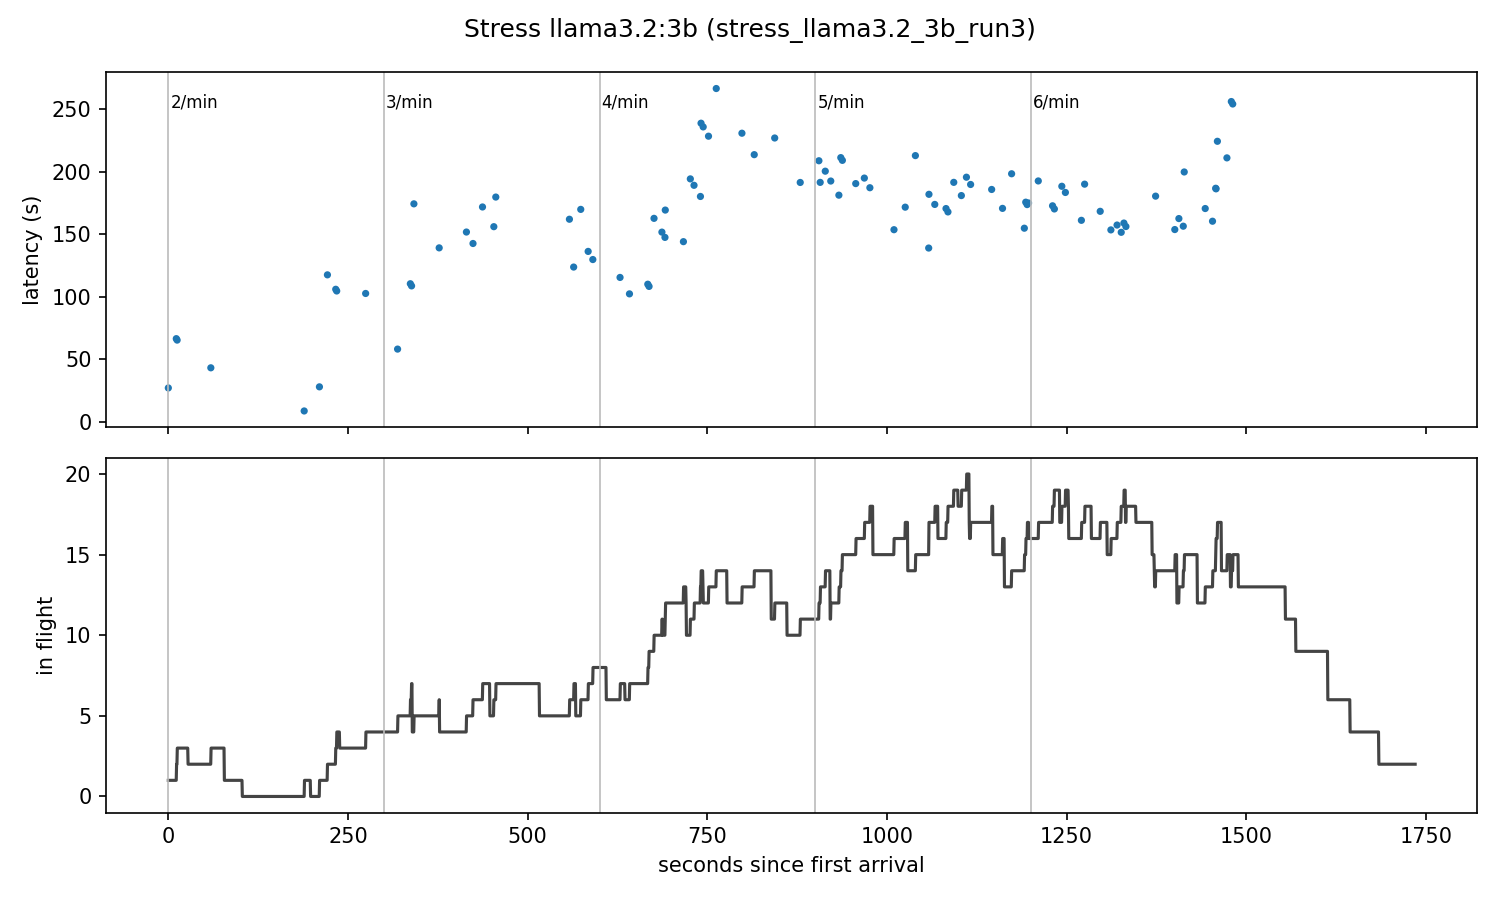 Stress llama3.2:3b (stress_llama3.2_3b_run3)
2/min 3/min 4/min 5/min 6/min
250
200
150
100
50
0
latency (s)
20
15
10
5
0
in flight
0 250 500 750 1000 1250 1500 1750
seconds since first arrival